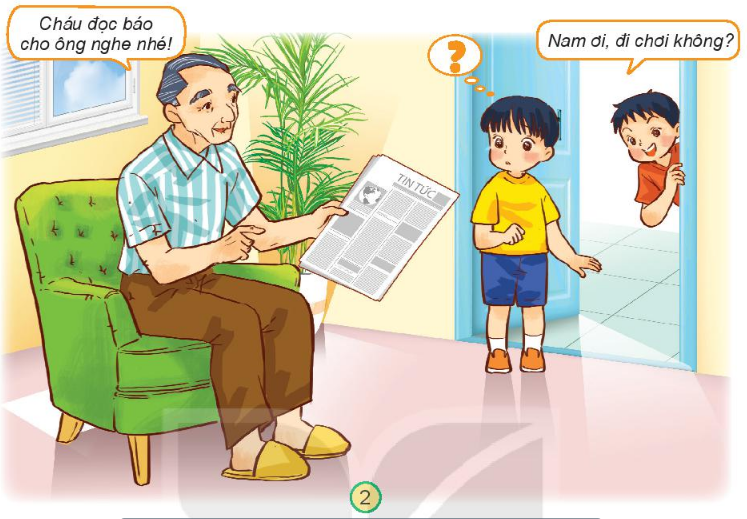 Cháu đọc báo
cho ông nghe nhé!
?
Nam ơi, đi chơi không?
TIN TỨC
2